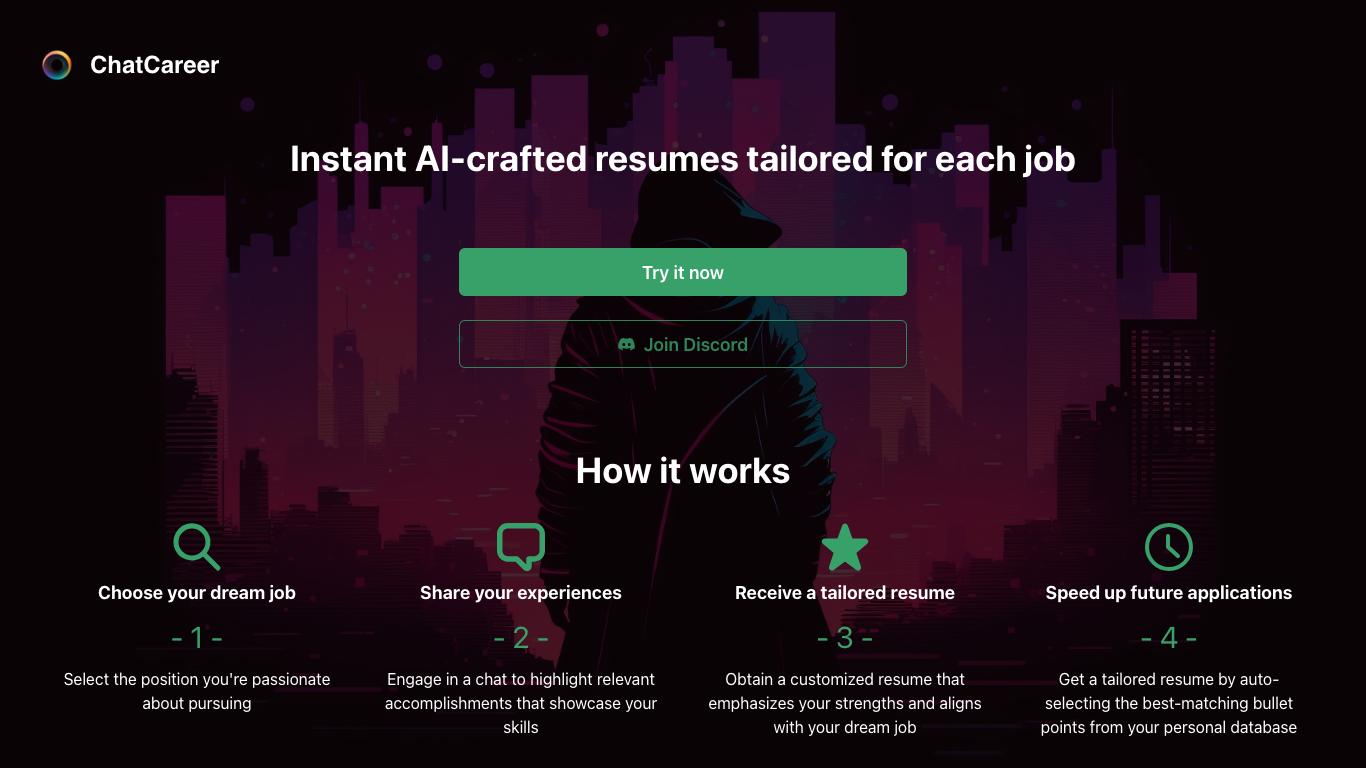 ChatCareer
Instant AI-crafted resumes tailored for each job
Try it now
Join Discord
How it works
Choose your dream job
- 1 -
Select the position you're passionate
about pursuing
Share your experiences
- 2 -
Engage in a chat to highlight relevant
accomplishments that showcase your
skills
Receive a tailored resume
- 3 -
Obtain a customized resume that
emphasizes your strengths and aligns
with your dream job
Speed up future applications
- 4 -
Get a tailored resume by auto-
selecting the best-matching bullet
points from your personal database